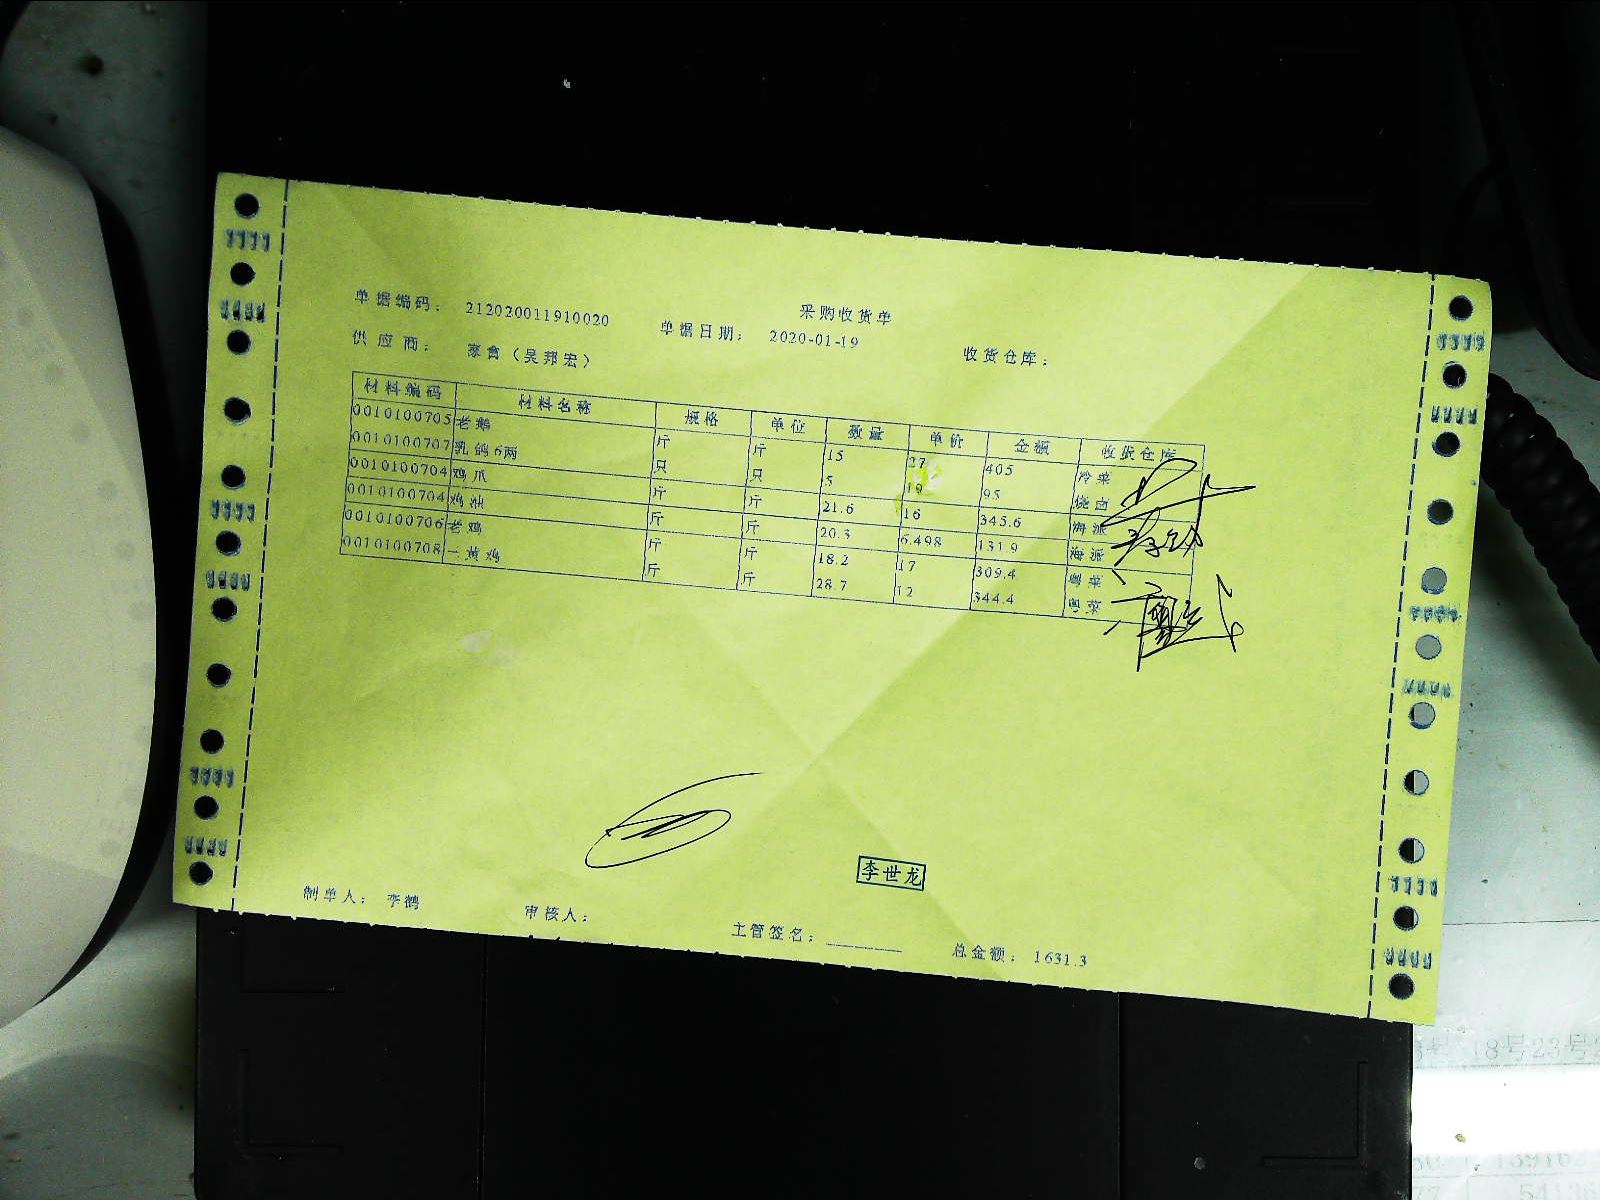 采购收货单
单据编码： 212020011910020 单据日期： 2020-01-19 收货仓库：
供应商： 家禽（吴邦宏）
材料编码 材料名称 规格 单位 数量 单价 金额 收货仓库
0010100705 老鹅 斤 斤 15 27 405 冷菜
0010100707 乳鸽6两 只 只 5 19 95 烧卤
0010100704 鸡爪 斤 斤 21.6 16 345.6 海派
0010100704 鸡 斤 斤 20.3 6.498 131.9 海派
0010100706 老鸡 斤 斤 18.2 17 309.4 粤菜
0010100708 三黄鸡 斤 斤 28.7 12 344.4 粤菜
李世龙
制单人： 李鹤 审核人： 主管签名： 总金额： 1631.3
18号23号